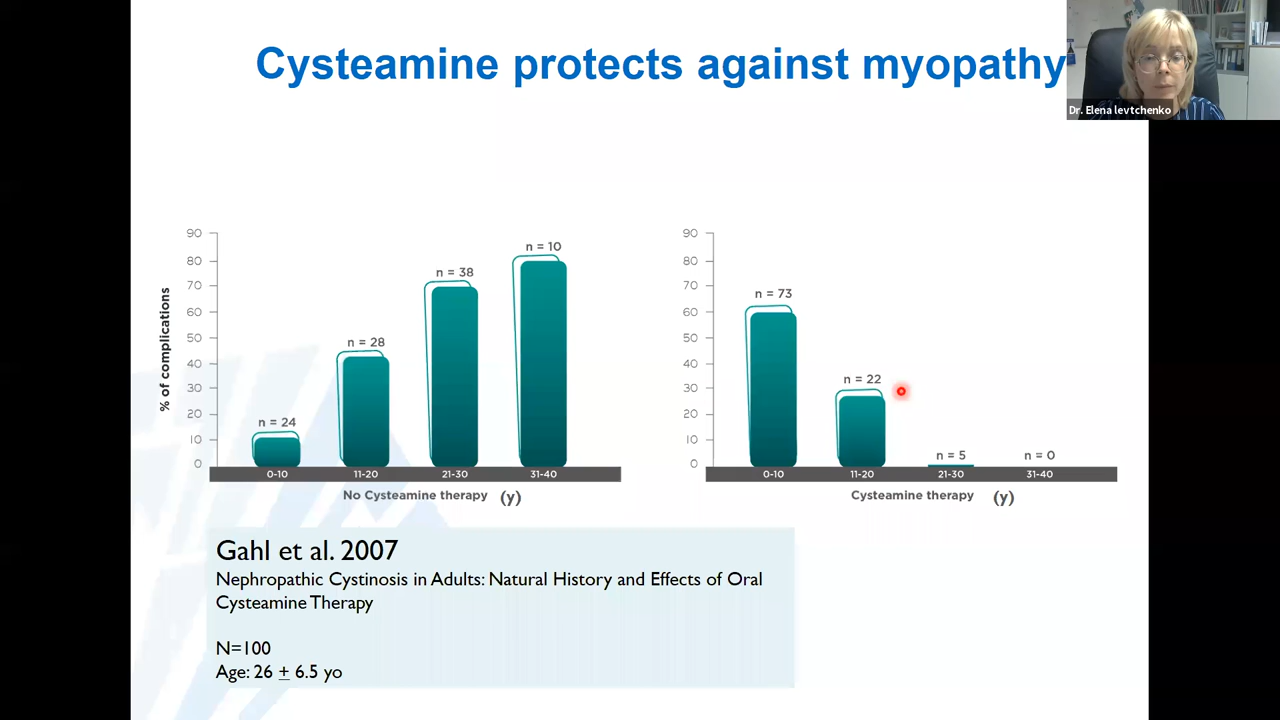 Cysteamine protects against myopathy
Dr. Elena levtchenko
% of complications
90
80
70
60
50
40
30
20
10
0
n = 24
n = 28
n = 38
n = 10
0-10
11-20
21-30
31-40
No Cysteamine therapy (y)
90
80
70
60
50
40
30
20
10
0
n = 73
n = 22
n = 5
n = 0
0-10
11-20
21-30
31-40
Cysteamine therapy (y)
Gahl et al. 2007
Nephropathic Cystinosis in Adults: Natural History and Effects of Oral
Cysteamine Therapy
N=100
Age: 26 ± 6.5 yo